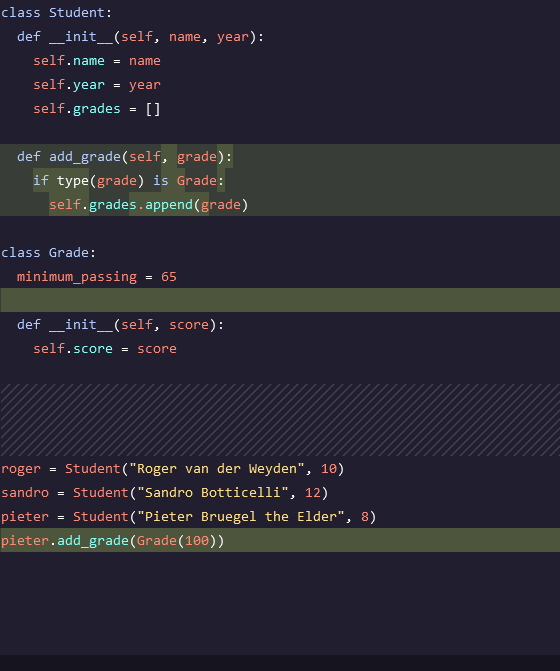 class Student:
  def __init__(self, name, year):
    self.name = name
    self.year = year
    self.grades = []

  def add_grade(self, grade):
    if type(grade) is Grade:
      self.grades.append(grade)

class Grade:
  minimum_passing = 65

  def __init__(self, score):
    self.score = score

roger = Student("Roger van der Weyden", 10)
sandro = Student("Sandro Botticelli", 12)
pieter = Student("Pieter Bruegel the Elder", 8)
pieter.add_grade(Grade(100))